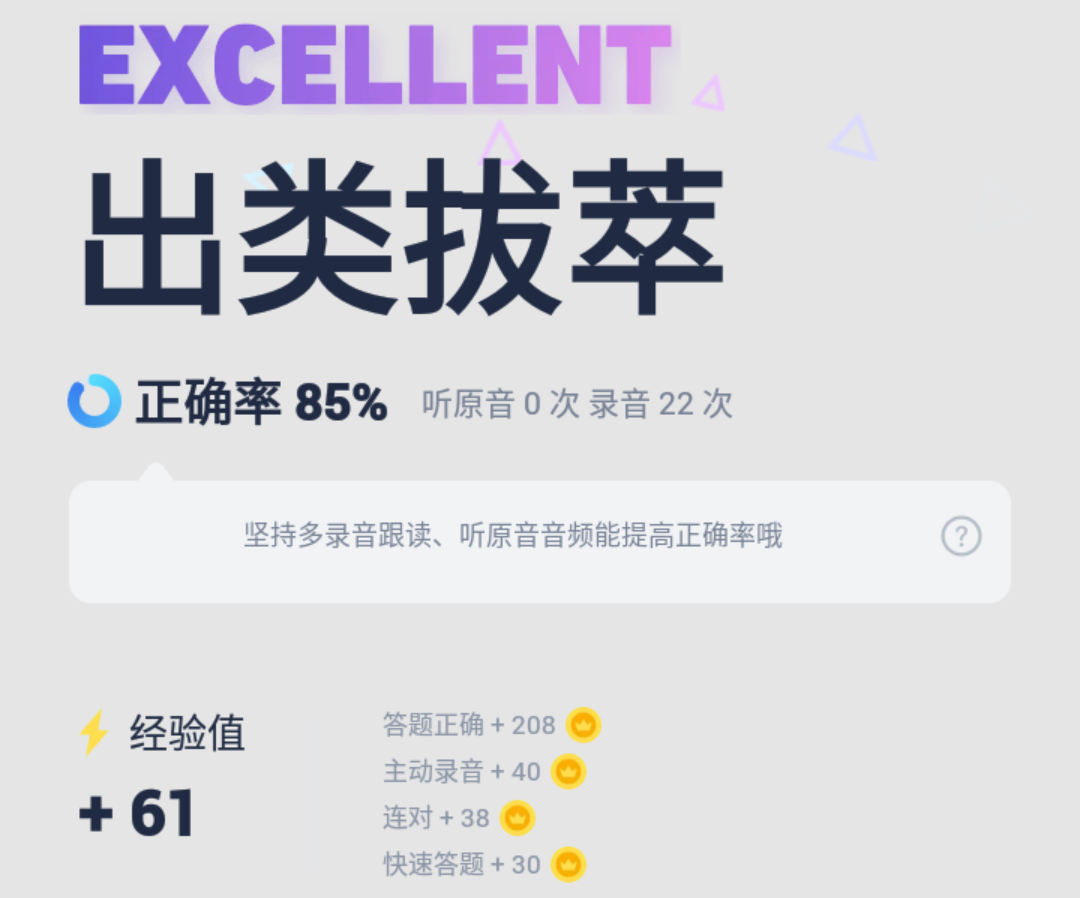 EXCELLENT
出类拔萃
正确率 85% 听原音 0 次 录音 22 次
坚持多录音跟读、听原音音频能提高正确率哦
?
经验值
+ 61
答题正确 + 208
主动录音 + 40
连对 + 38
快速答题 + 30